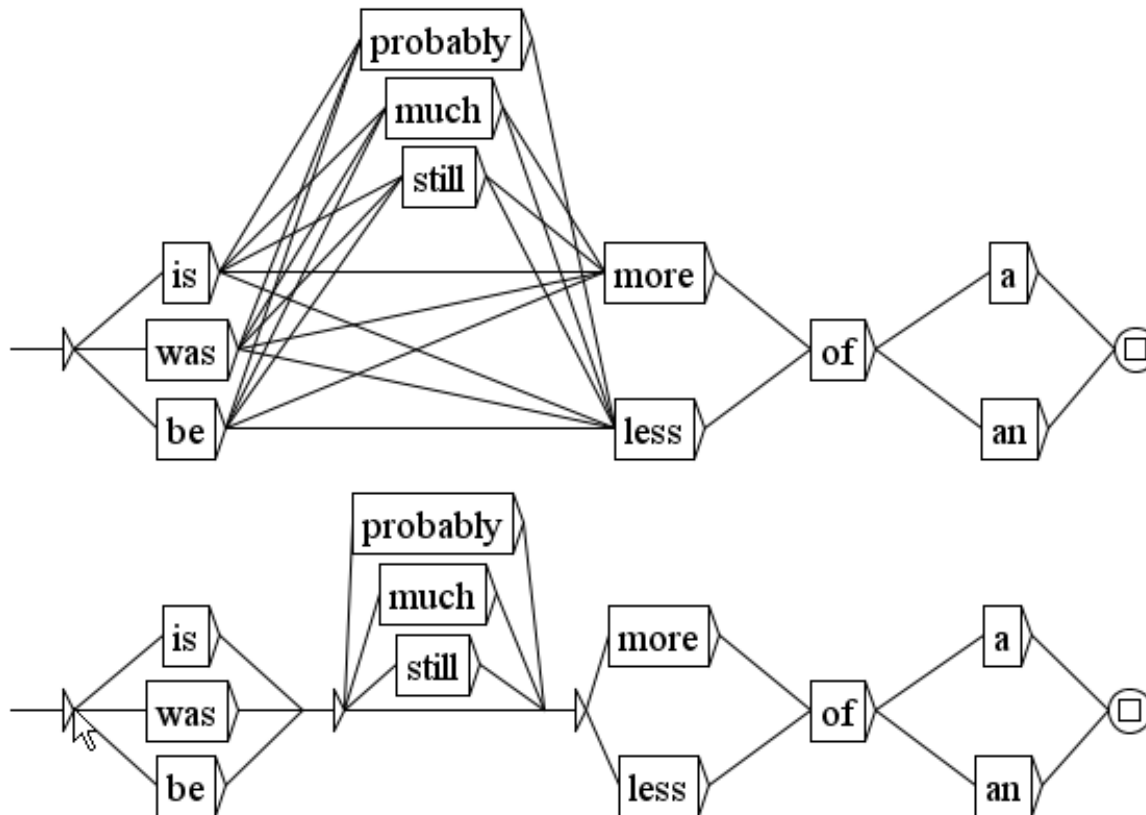 probably
much
still
is more a
was of
be less an
probably
much
is more a
still
was of
be less an